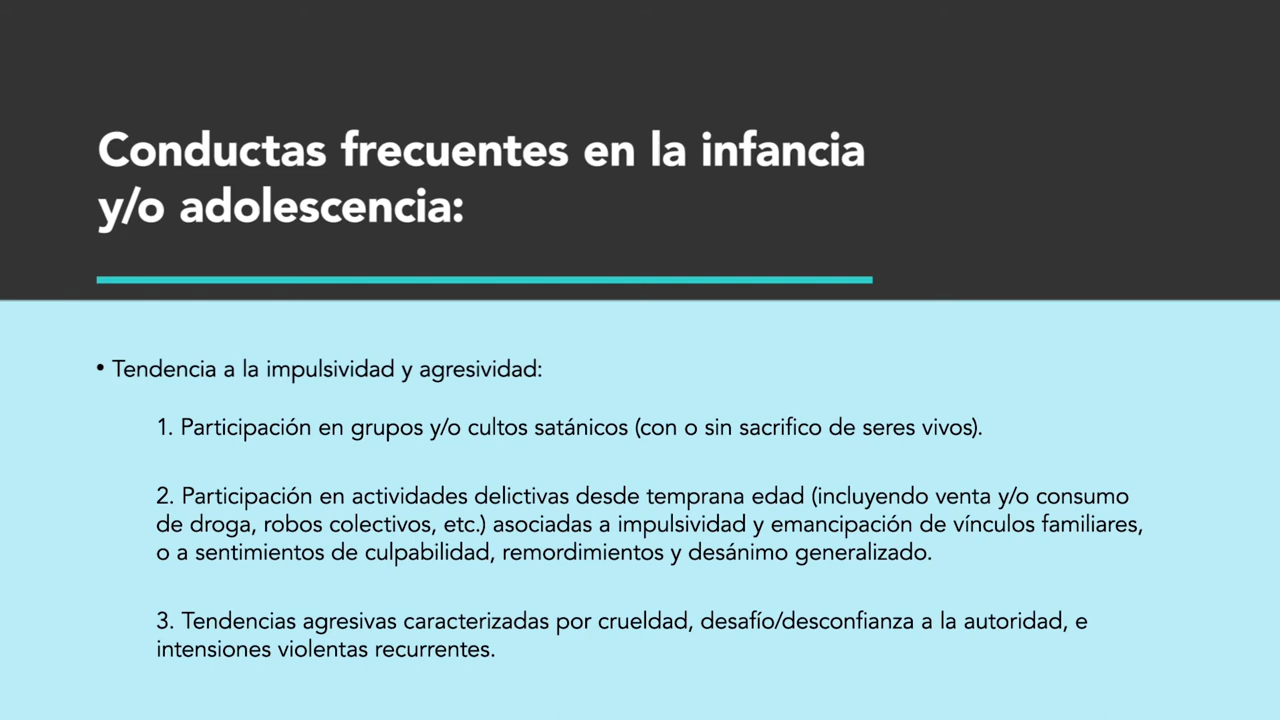 Conductas frecuentes en la infancia
y/o adolescencia:
• Tendencia a la impulsividad y agresividad:
1. Participación en grupos y/o cultos satánicos (con o sin sacrifico de seres vivos).
2. Participación en actividades delictivas desde temprana edad (incluyendo venta y/o consumo
de droga, robos colectivos, etc.) asociadas a impulsividad y emancipación de vínculos familiares,
o a sentimientos de culpabilidad, remordimientos y desánimo generalizado.
3. Tendencias agresivas caracterizadas por crueldad, desafío/desconfianza a la autoridad, e
intensiones violentas recurrentes.